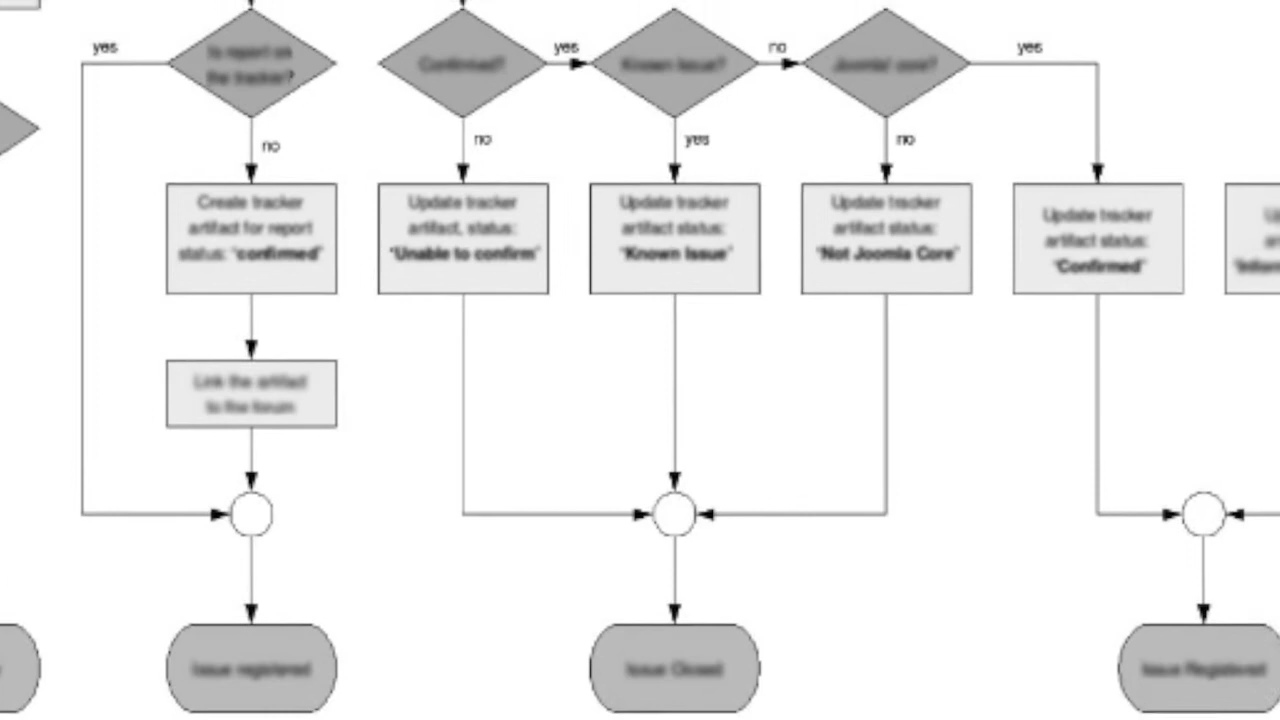 yes
Is report on
the tracker?
no
Create tracker
artifact for report
status: "confirmed"
Link the artifact
to the forum
Issue registered
Confirmed?
yes
no
Update tracker
artifact, status:
"Unable to confirm"
Known Issue?
no
yes
Update tracker
artifact status:
"Known Issue"
Issue Closed
Joomla! core?
yes
no
Update tracker
artifact status:
"Not Joomla Core"
Update tracker
artifact status:
"Confirmed"
Issue Registered